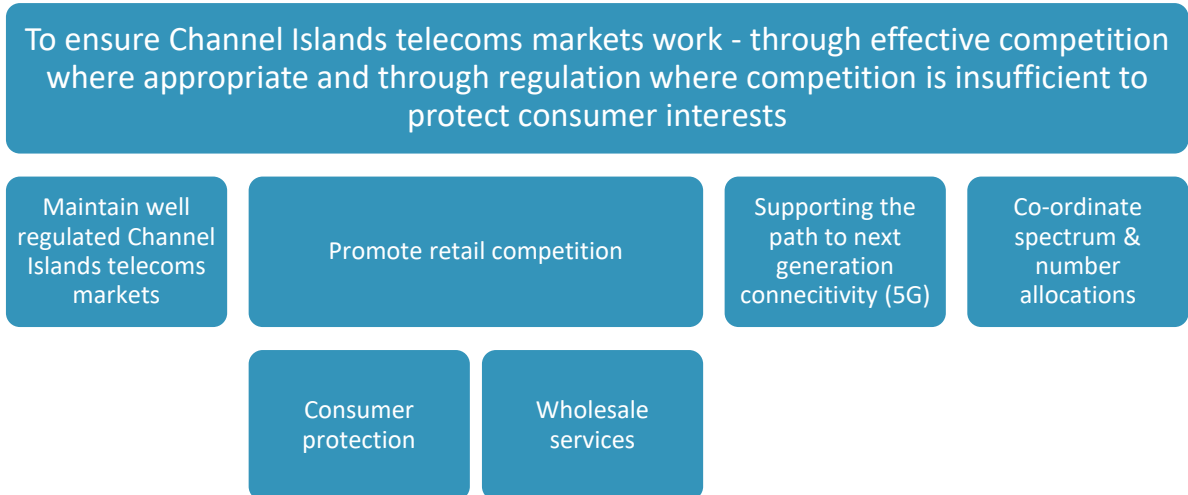 To ensure Channel Islands telecoms markets work - through effective competition
where appropriate and through regulation where competition is insufficient to
protect consumer interests
Maintain well
regulated Channel
Islands telecoms
markets
Promote retail competition
Supporting the
path to next
generation
connecitivity (5G)
Co-ordinate
spectrum &
number
allocations
Consumer
protection
Wholesale
services